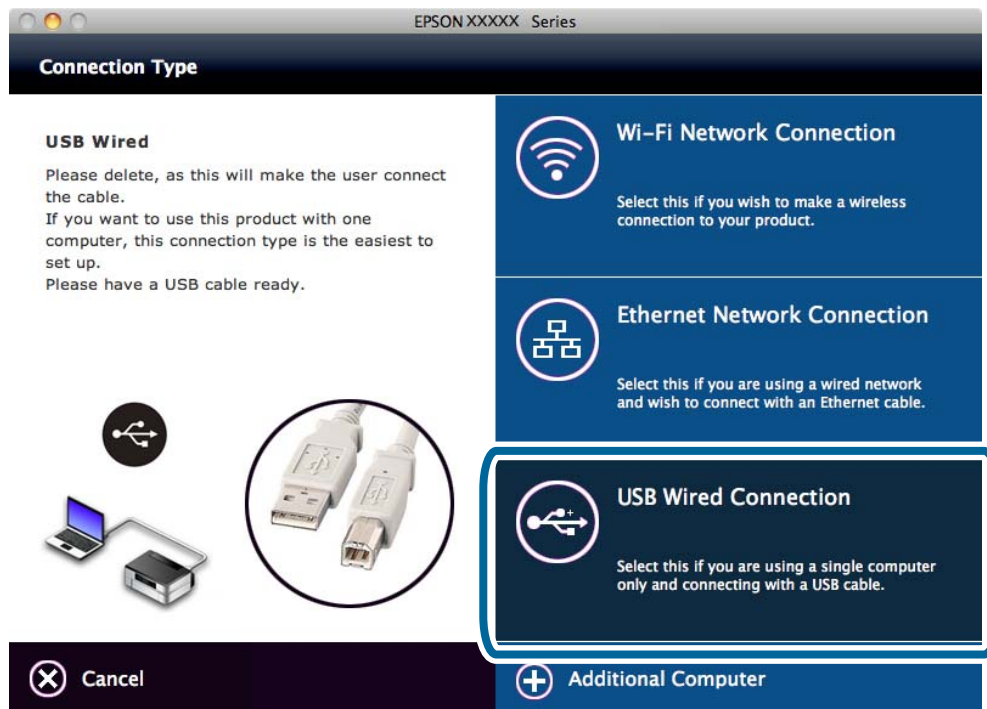 EPSON XXXXX Series
Connection Type
USB Wired
Please delete, as this will make the user connect
the cable.
If you want to use this product with one
computer, this connection type is the easiest to
set up.
Please have a USB cable ready.
Wi-Fi Network Connection
Select this if you wish to make a wireless
connection to your product.
Ethernet Network Connection
Select this if you are using a wired network
and wish to connect with an Ethernet cable.
USB Wired Connection
Select this if you are using a single computer
only and connecting with a USB cable.
Cancel
Additional Computer